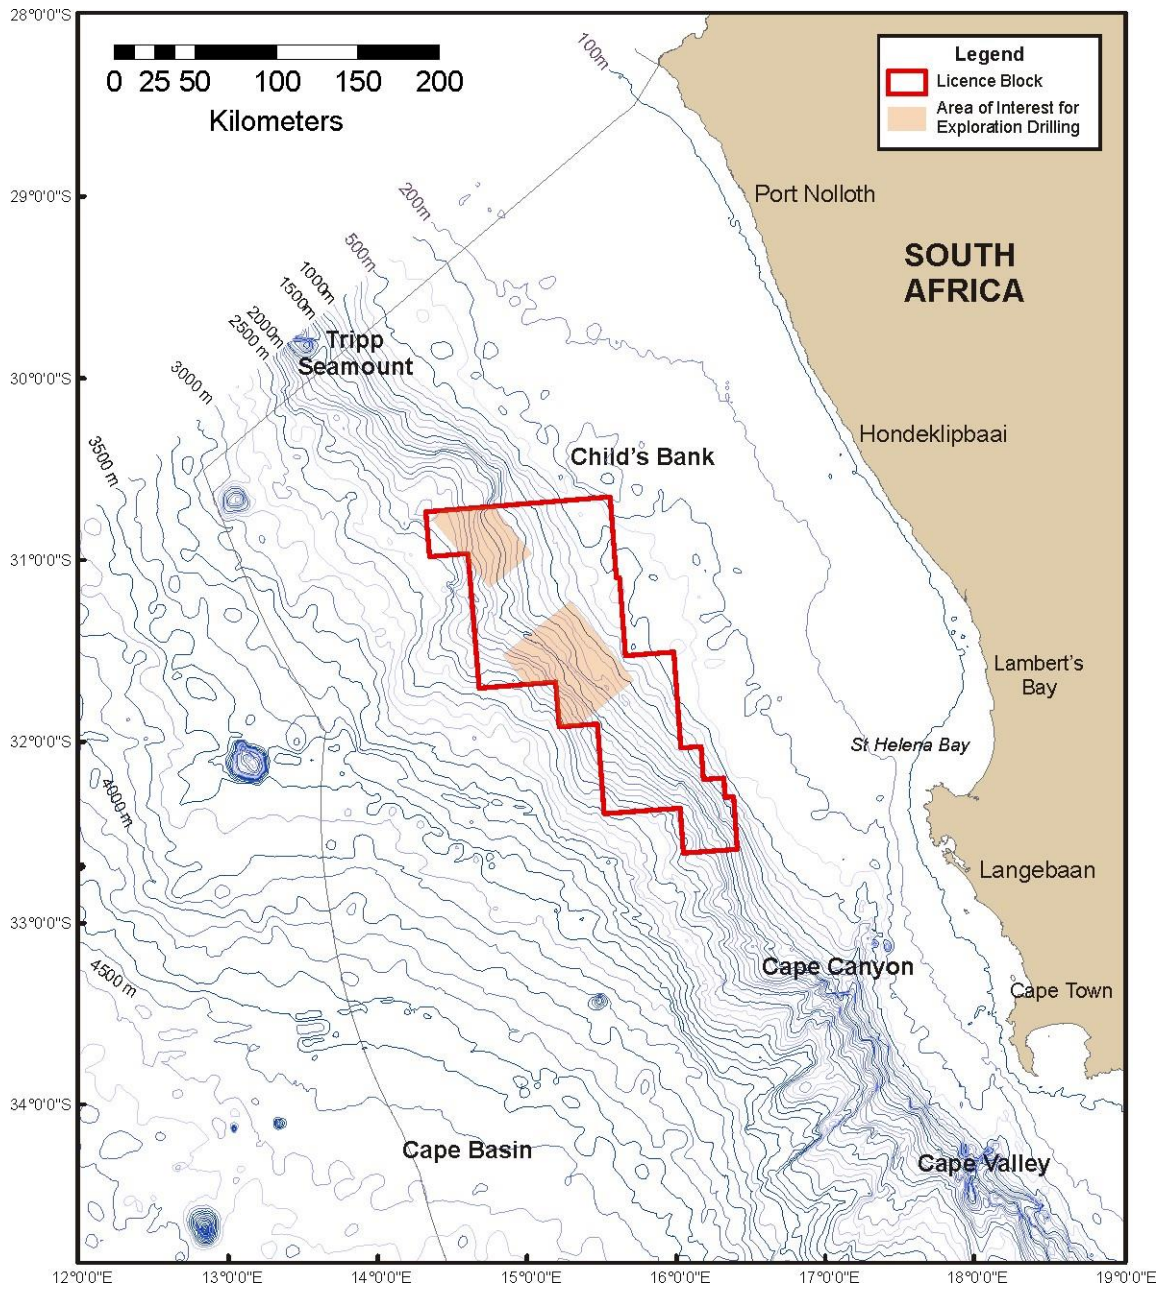 28°0'0"S
29°0'0"S
30°0'0"S
31°0'0"S
32°0'0"S
33°0'0"S
34°0'0"S
0 25 50 100 150 200
Kilometers
Legend
Licence Block
Area of Interest for
Exploration Drilling
100m
200m
500m
1000m
1500m
2000m
2500 m
3000 m
3500 m
4000 m
4500 m
Port Nolloth
SOUTH
AFRICA
Tripp
Seamount
Hondeklipbaai
Child's Bank
Lambert's
Bay
St Helena Bay
Langebaan
Cape Canyon
Cape Town
Cape Basin
Cape Valley
12°0'0"E 13°0'0"E 14°0'0"E 15°0'0"E 16°0'0"E 17°0'0"E 18°0'0"E 19°0'0"E